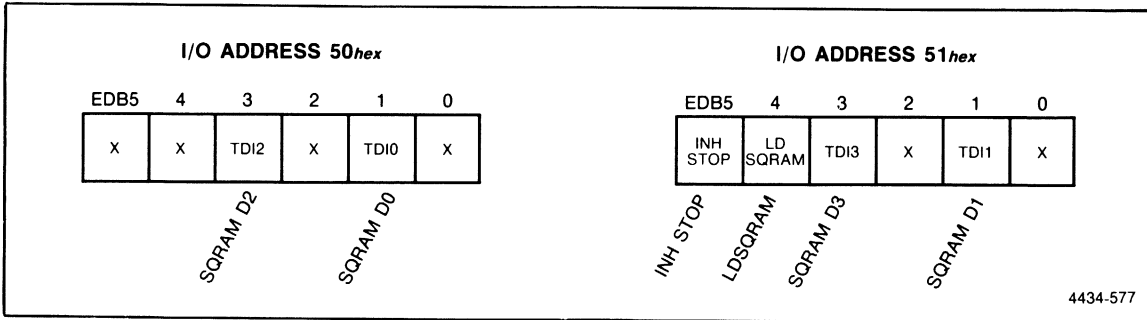 I/O ADDRESS 50hex
EDB5 4 3 2 1 0
X X TDI2 X TDI0 X
SQRAM D2
SQRAM D0
I/O ADDRESS 51hex
EDB5 4 3 2 1 0
INH STOP LD SQRAM TDI3 X TDI1 X
INH STOP
LDSQRAM
SQRAM D3
SQRAM D1
4434-577